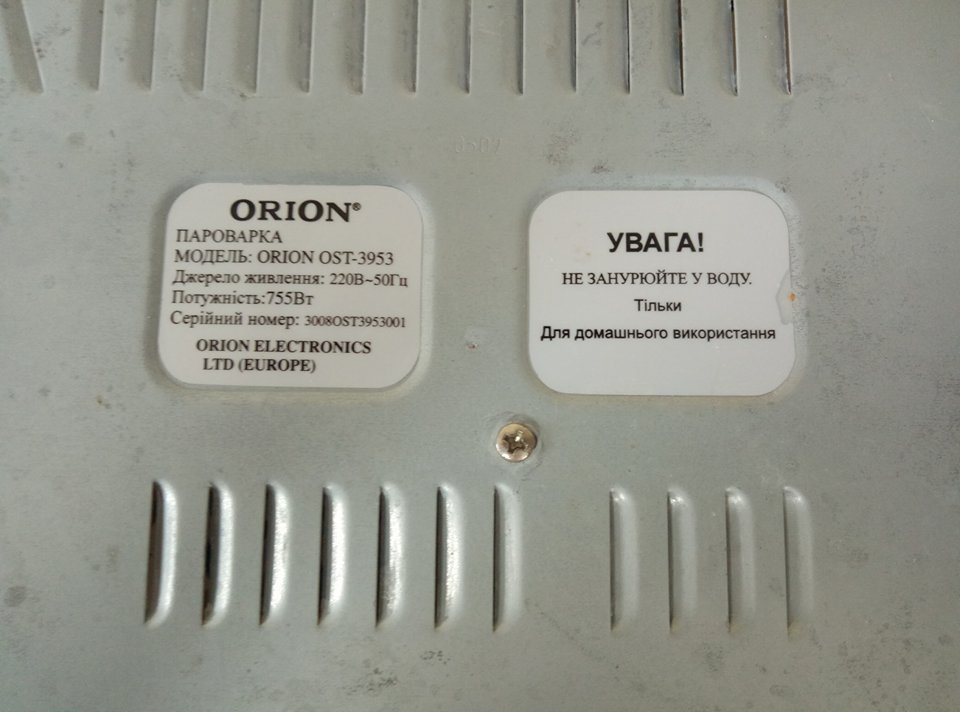 ORION®
ПАРОВАРКА
МОДЕЛЬ: ORION OST-3953
Джерело живлення: 220В~50Гц
Потужність:755Вт
Серійний номер: 3008OST3953001
ORION ELECTRONICS
LTD (EUROPE)
УВАГА!
НЕ ЗАНУРЮЙТЕ У ВОДУ.
Тільки
Для домашнього використання